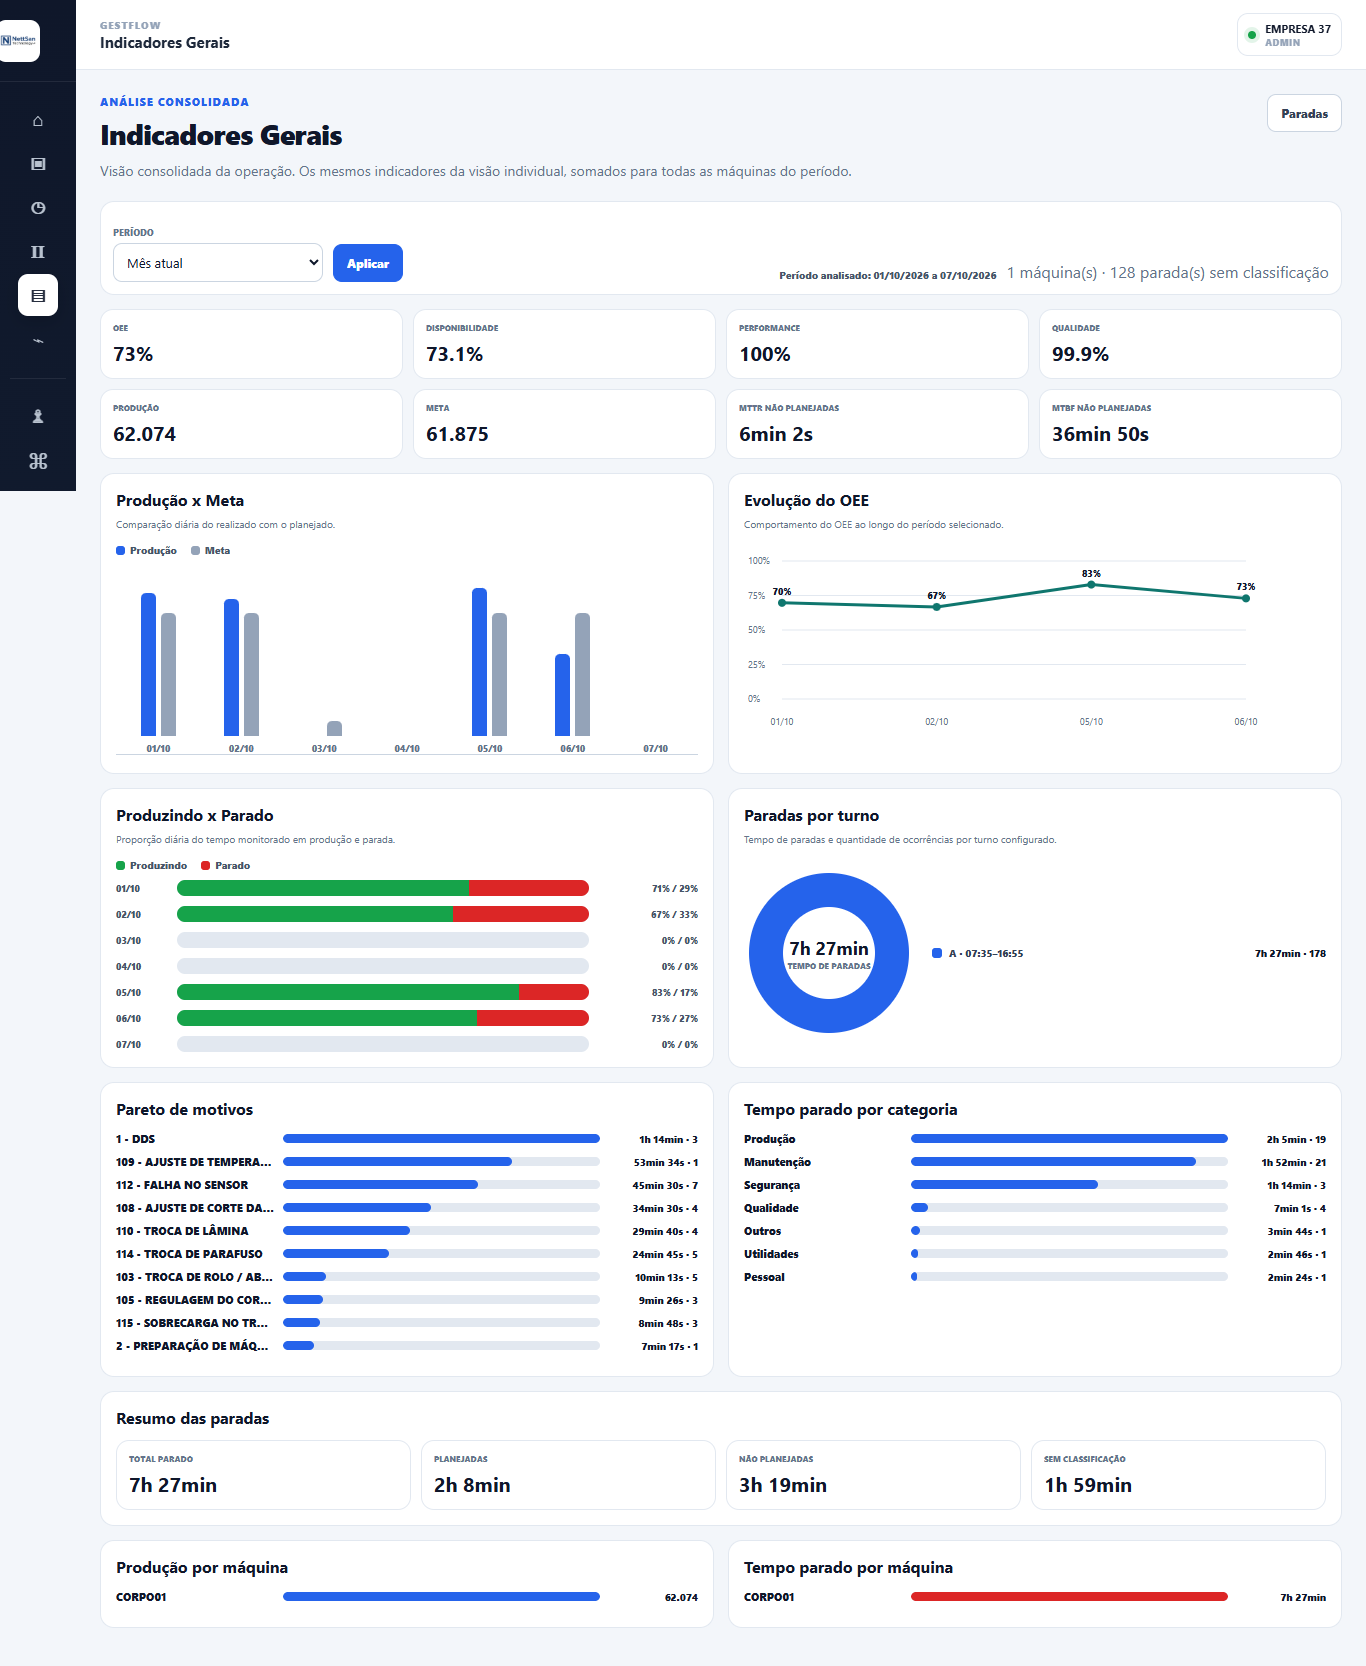 NettSan
GESTFLOW
Indicadores Gerais
EMPRESA 37
ADMIN
ANÁLISE CONSOLIDADA
Indicadores Gerais
Paradas
Visão consolidada da operação. Os mesmos indicadores da visão individual, somados para todas as máquinas do período.
PERÍODO
Mês atual
Aplicar
Período analisado: 01/10/2026 a 07/10/2026 1 máquina(s) · 128 parada(s) sem classificação
OEE
73%
DISPONIBILIDADE
73.1%
PERFORMANCE
100%
QUALIDADE
99.9%
PRODUÇÃO
62.074
META
61.875
MTTR NÃO PLANEJADAS
6min 2s
MTBF NÃO PLANEJADAS
36min 50s
Produção x Meta
Comparação diária do realizado com o planejado.
Produção Meta
01/10 02/10 03/10 04/10 05/10 06/10 07/10
Evolução do OEE
Comportamento do OEE ao longo do período selecionado.
100%
75%
50%
25%
0%
70% 67% 83% 73%
01/10 02/10 05/10 06/10
Produzindo x Parado
Proporção diária do tempo monitorado em produção e parada.
Produzindo Parado
01/10 71% / 29%
02/10 67% / 33%
03/10 0% / 0%
04/10 0% / 0%
05/10 83% / 17%
06/10 73% / 27%
07/10 0% / 0%
Paradas por turno
Tempo de paradas e quantidade de ocorrências por turno configurado.
7h 27min
TEMPO DE PARADAS
A · 07:35–16:55 7h 27min · 178
Pareto de motivos
1 - DDS 1h 14min · 3
109 - AJUSTE DE TEMPERA... 53min 34s · 1
112 - FALHA NO SENSOR 45min 30s · 7
108 - AJUSTE DE CORTE DA... 34min 30s · 4
110 - TROCA DE LÂMINA 29min 40s · 4
114 - TROCA DE PARAFUSO 24min 45s · 5
103 - TROCA DE ROLO / AB... 10min 13s · 5
105 - REGULAGEM DO COR... 9min 26s · 3
115 - SOBRECARGA NO TR... 8min 48s · 3
2 - PREPARAÇÃO DE MÁQ... 7min 17s · 1
Tempo parado por categoria
Produção 2h 5min · 19
Manutenção 1h 52min · 21
Segurança 1h 14min · 3
Qualidade 7min 1s · 4
Outros 3min 44s · 1
Utilidades 2min 46s · 1
Pessoal 2min 24s · 1
Resumo das paradas
TOTAL PARADO
7h 27min
PLANEJADAS
2h 8min
NÃO PLANEJADAS
3h 19min
SEM CLASSIFICAÇÃO
1h 59min
Produção por máquina
CORPO01 62.074
Tempo parado por máquina
CORPO01 7h 27min